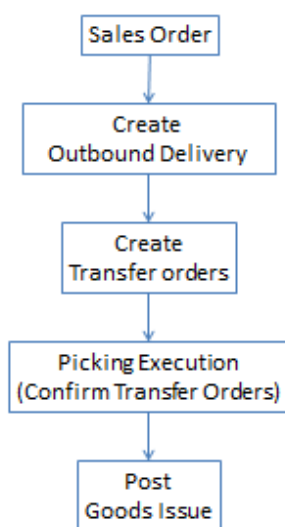 Sales Order
Create
Outbound Delivery
Create
Transfer orders
Picking Execution
(Confirm Transfer Orders)
Post
Goods Issue